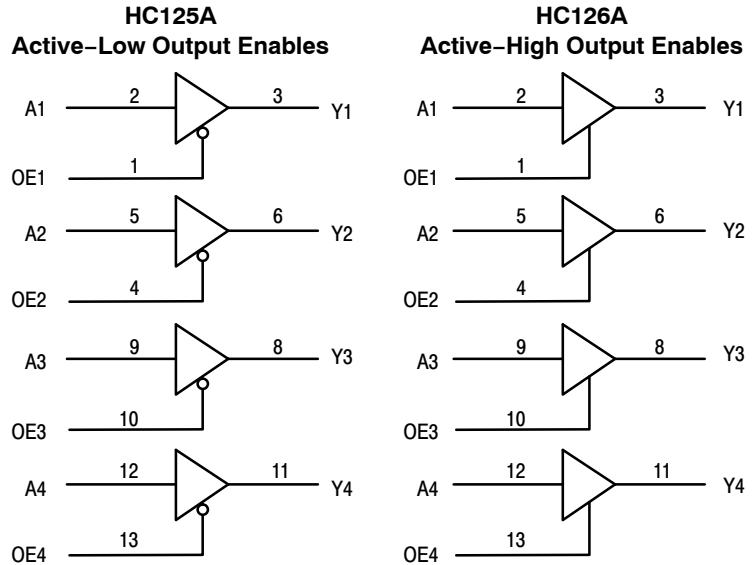 HC125A
Active−Low Output Enables
A1
2
3
Y1
OE1
1
A2
5
6
Y2
OE2
4
A3
9
8
Y3
OE3
10
A4
12
11
Y4
OE4
13
HC126A
Active−High Output Enables
A1
2
3
Y1
OE1
1
A2
5
6
Y2
OE2
4
A3
9
8
Y3
OE3
10
A4
12
11
Y4
OE4
13